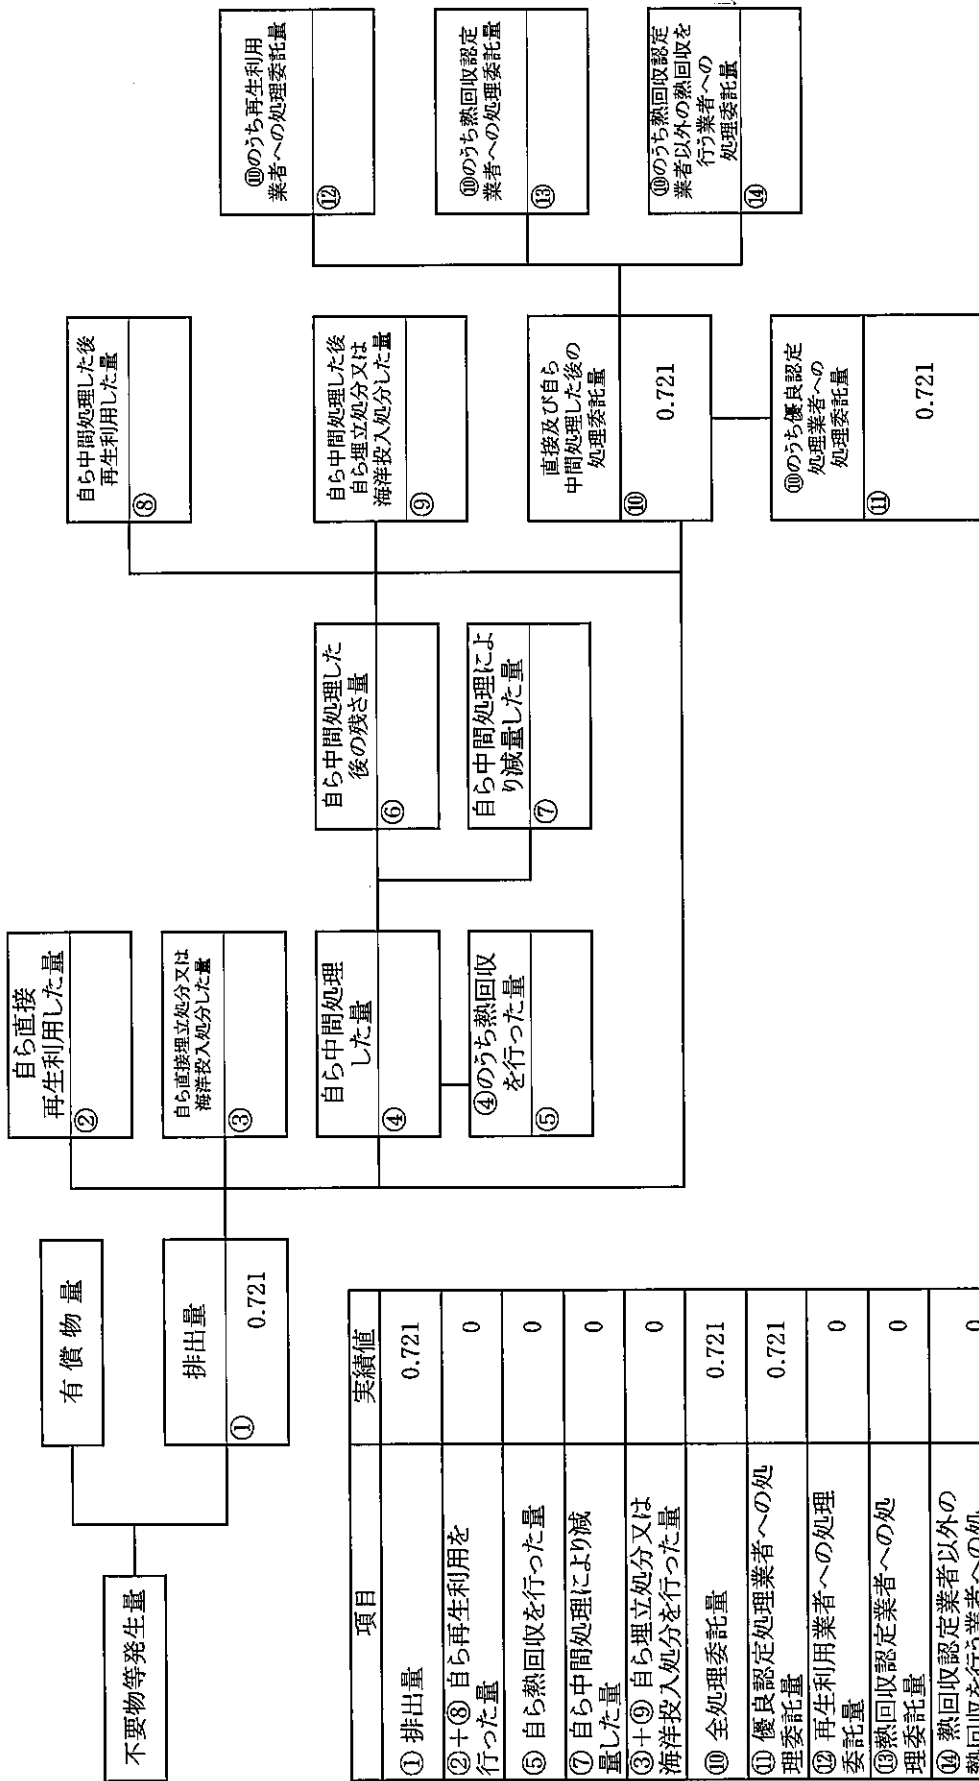 不要物等発生量
有償物量
排出量
①
0.721
自ら直接
再生利用した量
②
自ら直接埋立処分又は
海洋投入処分した量
③
自ら中間処理
した量
④
④のうち熱回収
を行った量
⑤
自ら中間処理した
後の残さ量
⑥
自ら中間処理によ
り減量した量
⑦
自ら中間処理した後
再生利用した量
⑧
自ら中間処理した後
自ら埋立処分又は
海洋投入処分した量
⑨
直接及び自ら
中間処理した後の
処理委託量
⑩
0.721
⑩のうち優良認定
処理業者への
処理委託量
⑪
0.721
⑩のうち再生利用
業者への処理委託量
⑫
⑩のうち熱回収認定
業者への処理委託量
⑬
⑩のうち熱回収認定
業者以外の熱回収を
行う業者への
処理委託量
⑭
項目 実績値
① 排出量 0.721
②+⑧ 自ら再生利用を
行った量 0
⑤ 自ら熱回収を行った量 0
⑦ 自ら中間処理により減
量した量 0
③+⑨ 自ら埋立処分又は
海洋投入処分を行った量 0
⑩ 全処理委託量 0.721
⑪ 優良認定処理業者への処
理委託量 0.721
⑫ 再生利用業者への処理
委託量 0
⑬熱回収認定業者への処
理委託量 0
⑭ 熱回収認定業者以外の
熱回収を行う業者への処 0